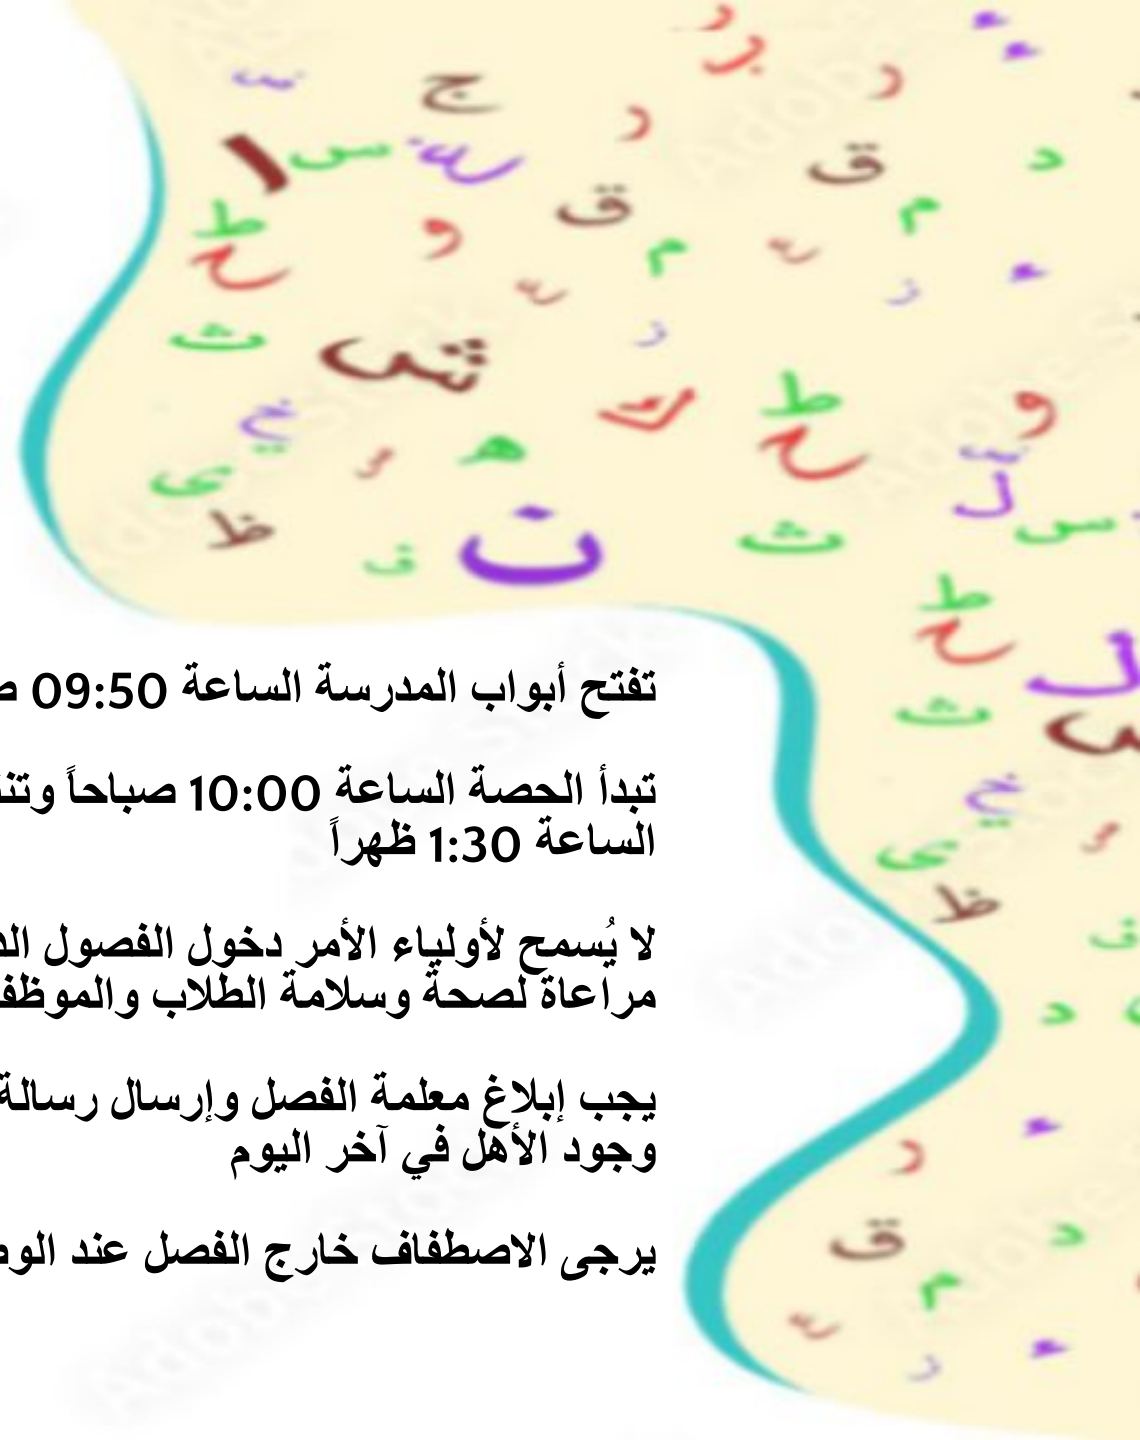 تفتح أبواب المدرسة الساعة 09:50
تبدأ الحصة الساعة 10:00 صباحاً
الساعة 1:30 ظهراً
لا يُسمح لأولياء الأمر دخول الفصول
مراعاة لصحة وسلامة الطلاب
يجب إبلاغ معلمة الفصل وإرسال رسالة
وجود الأهل في آخر اليوم
يرجى الاصطفاف خارج الفصل عند